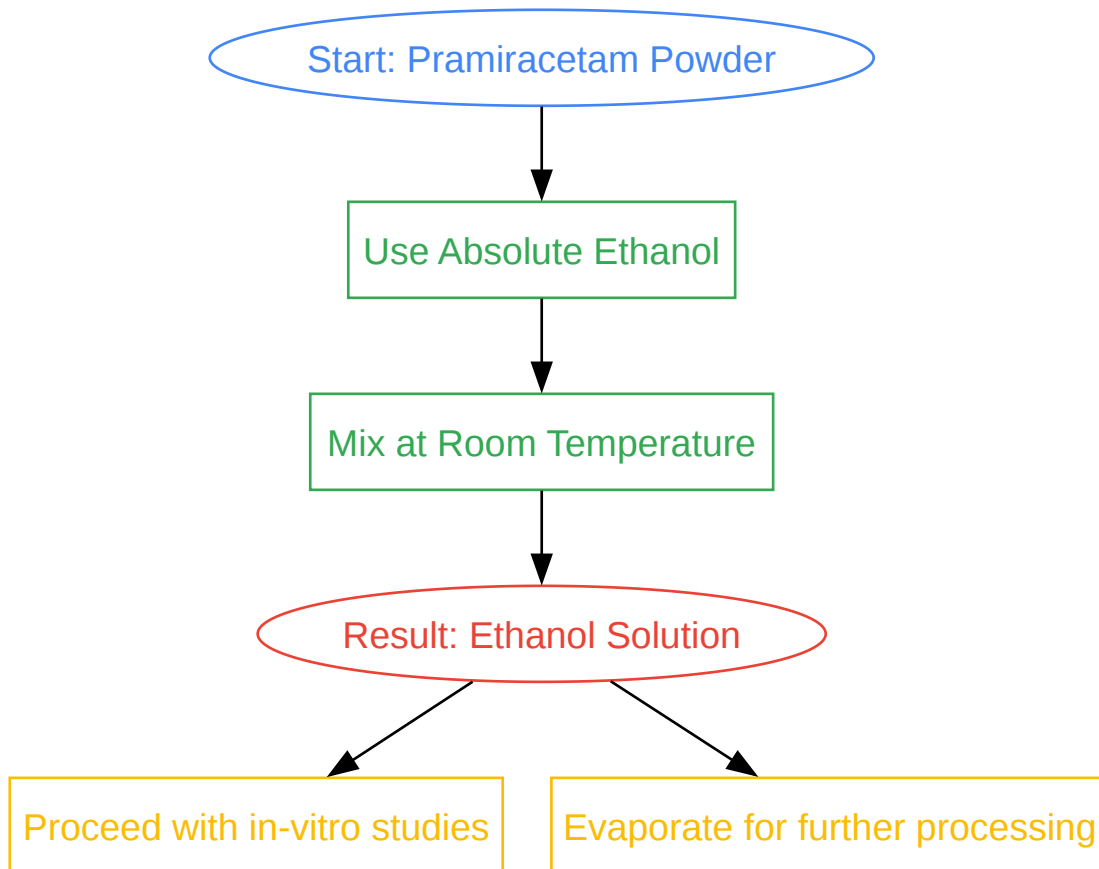 Start: Pramiracetam Powder
Use Absolute Ethanol
Mix at Room Temperature
Result: Ethanol Solution
Proceed with in-vitro studies
Evaporate for further processing